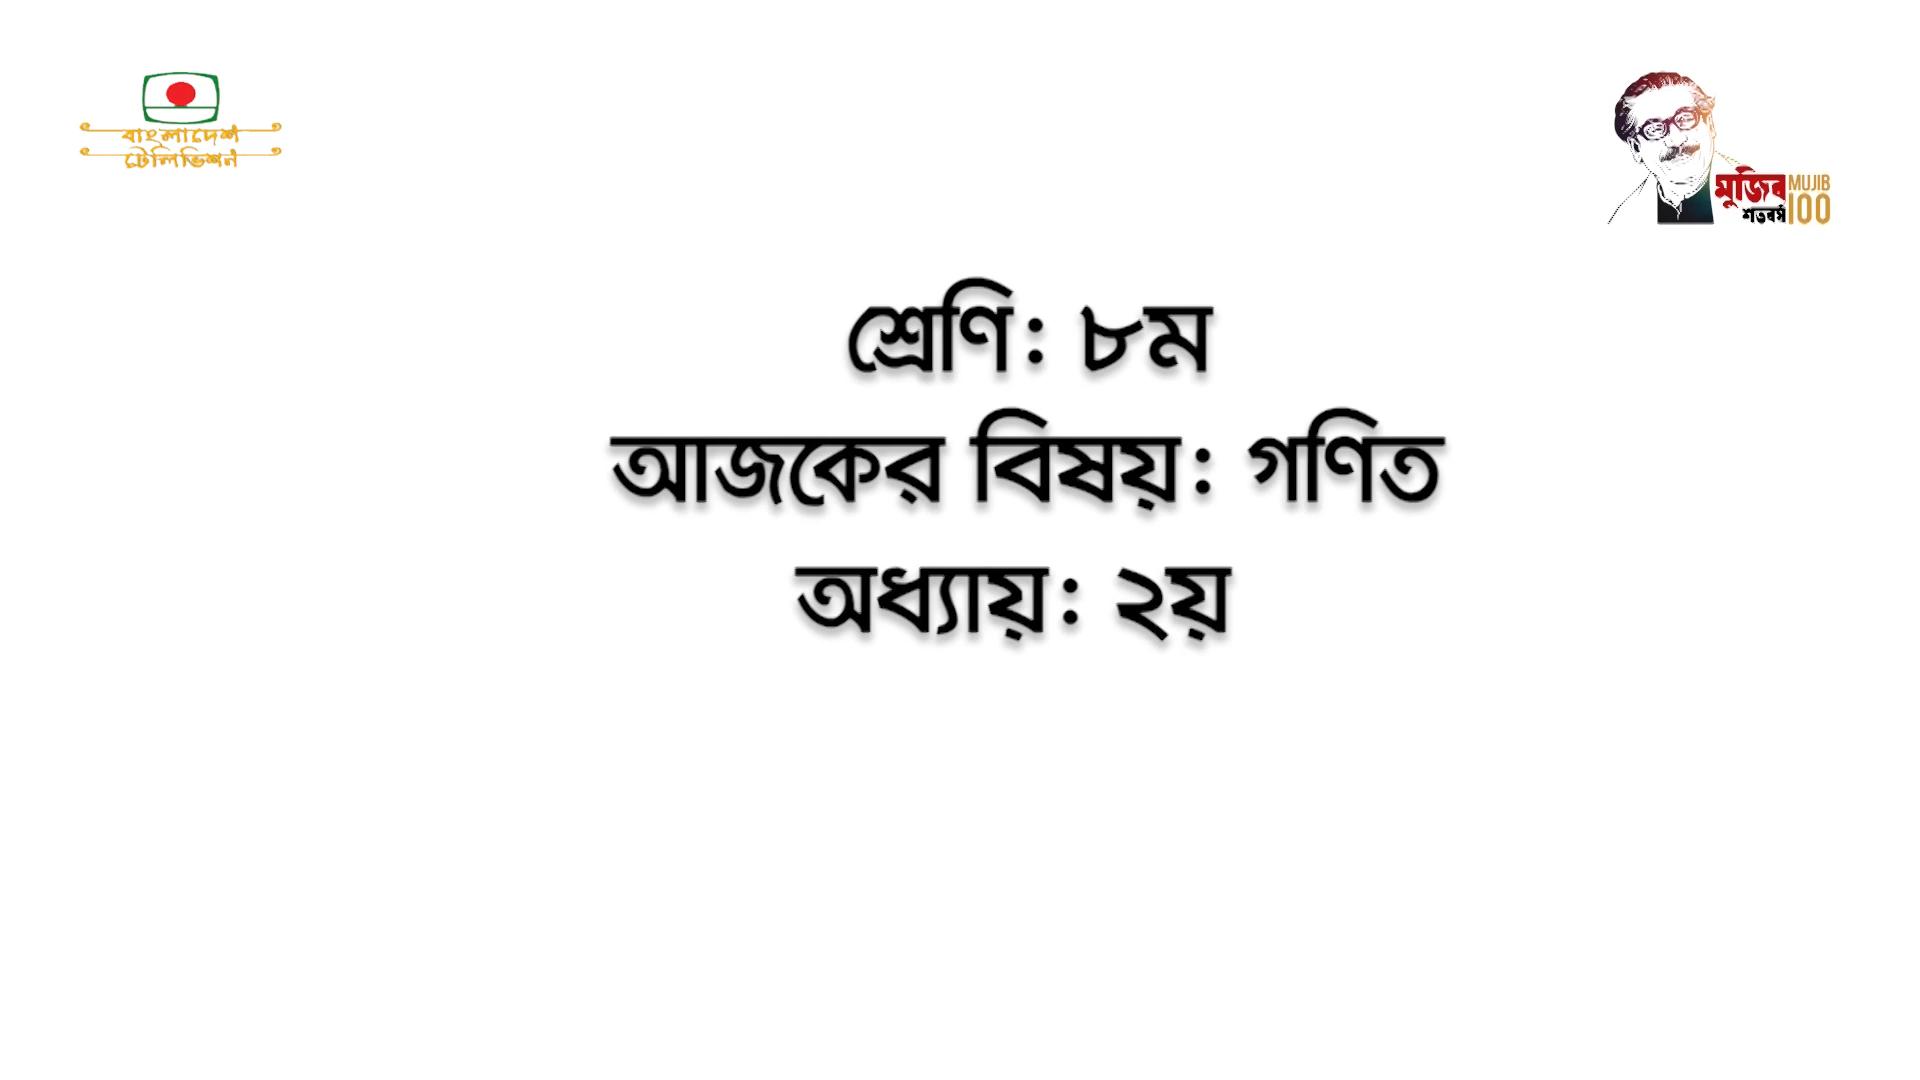 বাংলাদেশ
টেলিভিশন
মুজিব MUJIB
শতবর্ষ 100
শ্রেণি: ৮ম
আজকের বিষয়: গণিত
অধ্যায়: ২য়